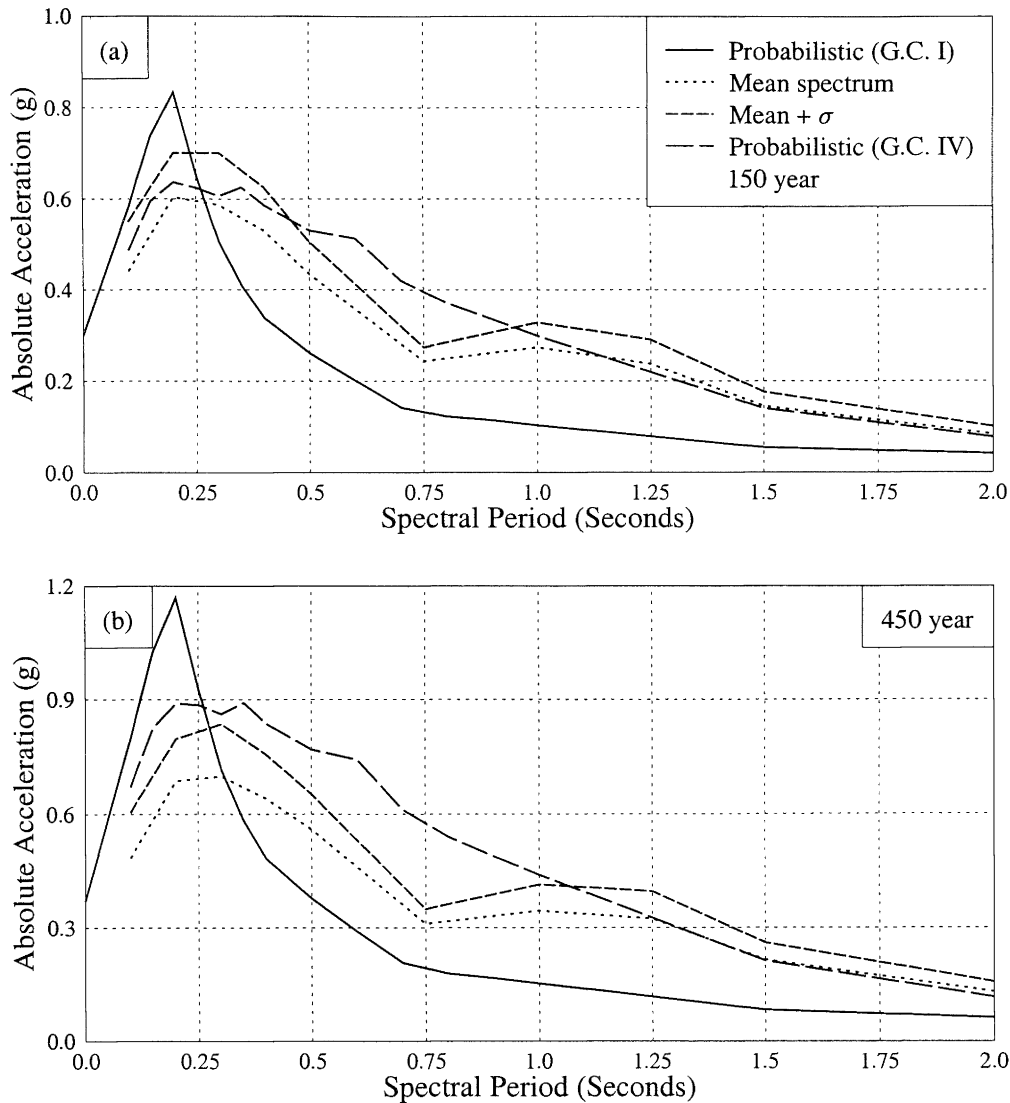 (a)
Probabilistic (G.C. I)
Mean spectrum
Mean + σ
Probabilistic (G.C. IV)
150 year
Absolute Acceleration (g)
1.0
0.8
0.6
0.4
0.2
0.0
0.0 0.25 0.5 0.75 1.0 1.25 1.5 1.75 2.0
Spectral Period (Seconds)
(b)
450 year
Absolute Acceleration (g)
1.2
0.9
0.6
0.3
0.0
0.0 0.25 0.5 0.75 1.0 1.25 1.5 1.75 2.0
Spectral Period (Seconds)